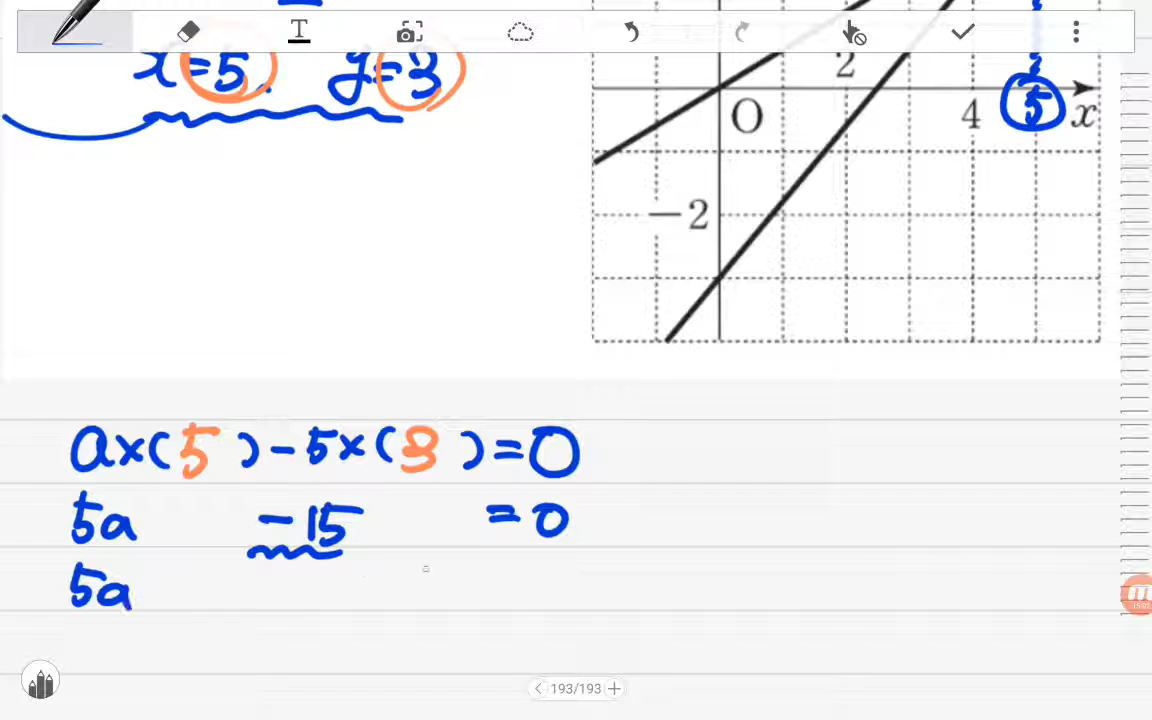 T
x=5, y=3
2
O
4
5
x
−2
a×(5)−5×(3)=0
5a −15 =0
5a
193/193